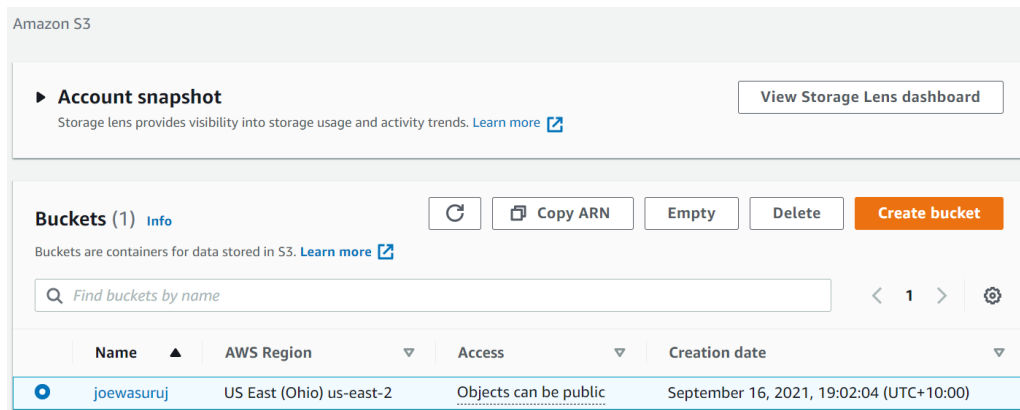 Amazon S3
Account snapshot
View Storage Lens dashboard
Storage lens provides visibility into storage usage and activity trends. Learn more
Buckets (1) Info
Copy ARN
Empty
Delete
Create bucket
Buckets are containers for data stored in S3. Learn more
Find buckets by name
1
Name AWS Region Access Creation date
joewasuruj US East (Ohio) us-east-2 Objects can be public September 16, 2021, 19:02:04 (UTC+10:00)